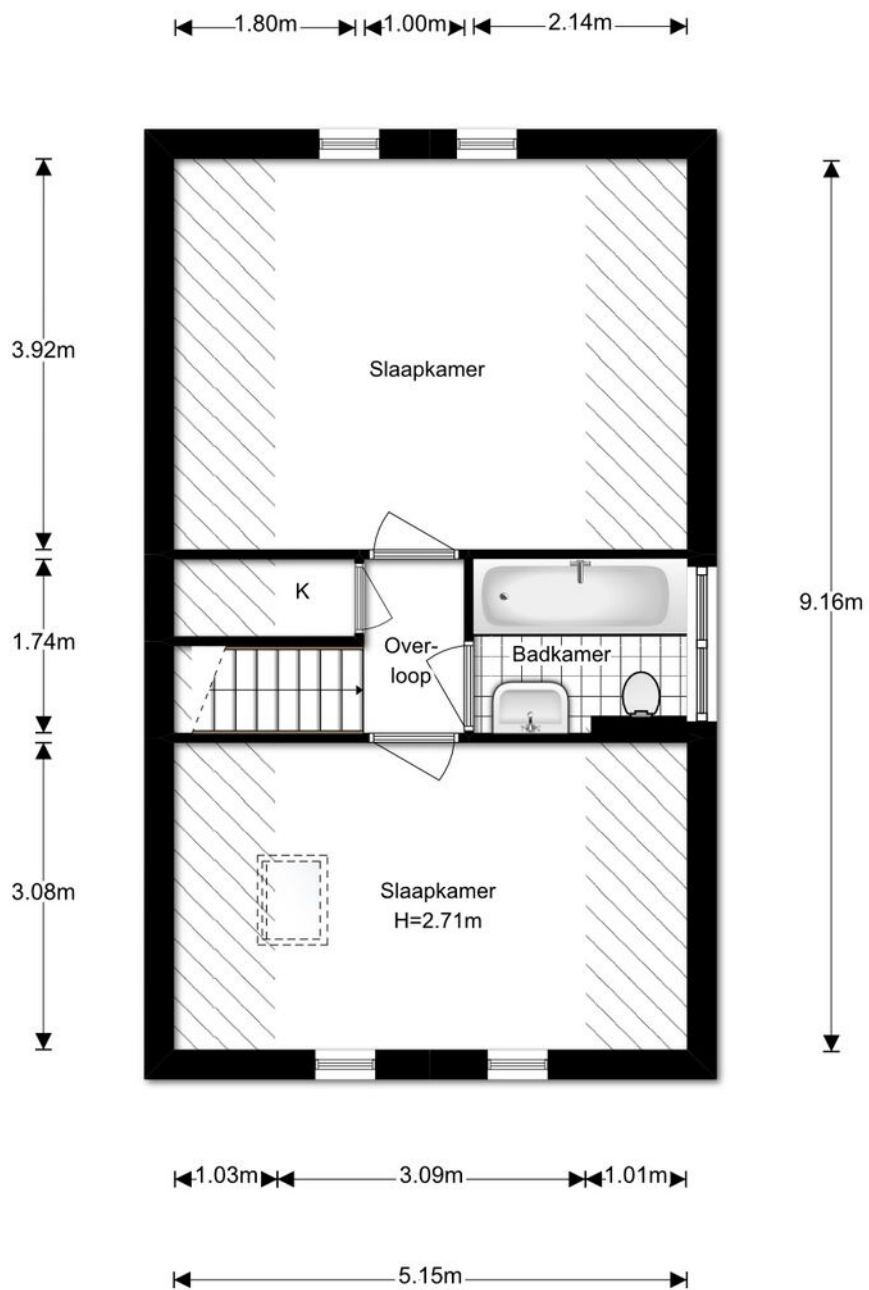 1.80m
1.00m
2.14m
3.92m
Slaapkamer
9.16m
K
1.74m
Over-
loop
Badkamer
3.08m
Slaapkamer
H=2.71m
1.03m
3.09m
1.01m
5.15m